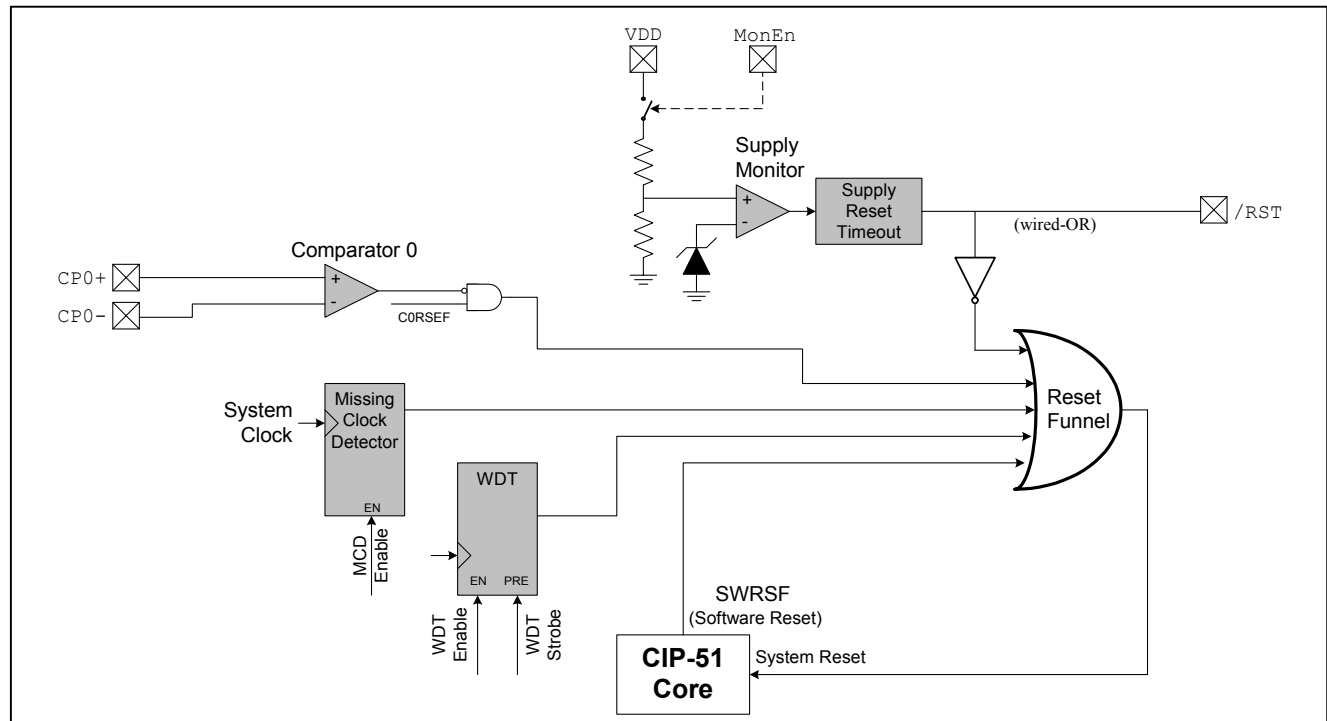 VDD
MonEn
Supply
Monitor
+
-
Supply
Reset
Timeout
(wired-OR)
/RST
Comparator 0
CP0+
CP0-
+
-
C0RSEF
Reset
Funnel
System
Clock
Missing
Clock
Detector
EN
MCD
Enable
WDT
EN
PRE
WDT
Enable
WDT
Strobe
SWRSF
(Software Reset)
CIP-51
Core
System Reset